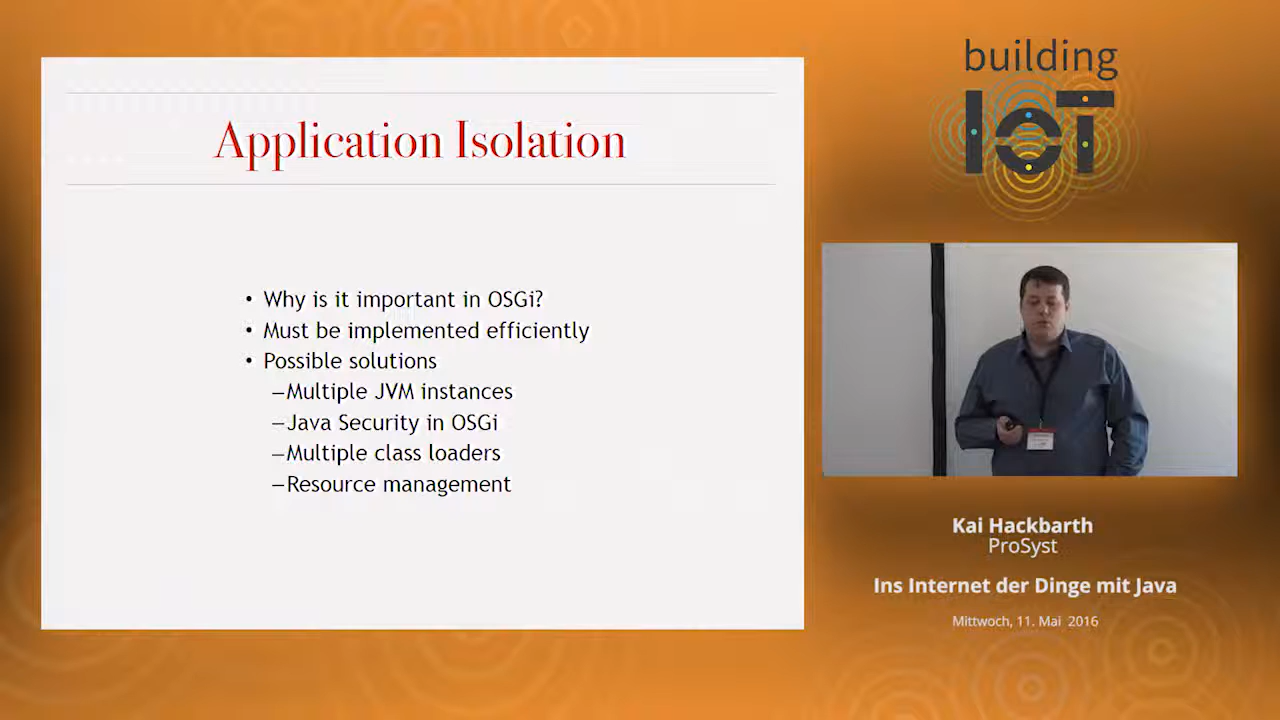 Application Isolation
• Why is it important in OSGi?
• Must be implemented efficiently
• Possible solutions
–Multiple JVM instances
–Java Security in OSGi
–Multiple class loaders
–Resource management
building
IoT
Kai Hackbarth
ProSyst
Ins Internet der Dinge mit Java
Mittwoch, 11. Mai 2016